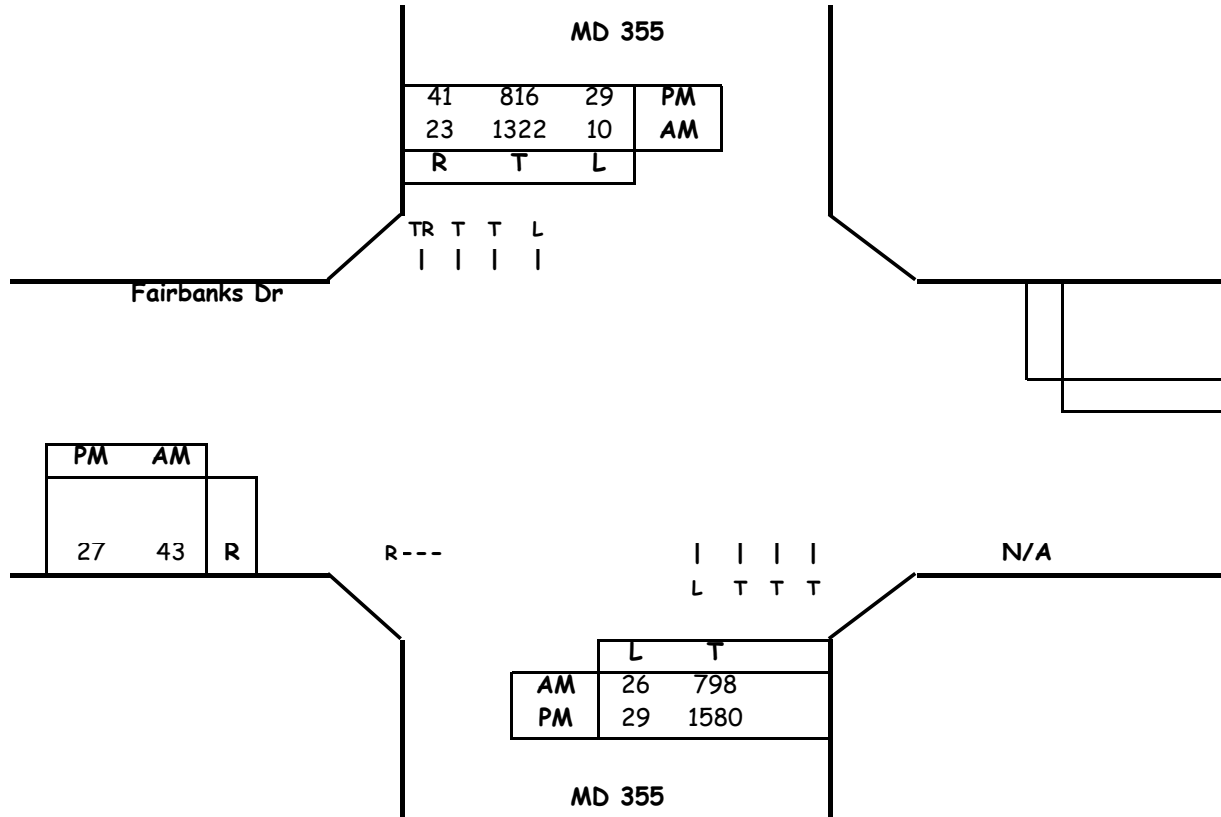 MD 355
41 816 29 PM
23 1322 10 AM
R T L
TR T T L
Fairbanks Dr
PM AM
27 43 R
R---
L T T T
N/A
L T
AM 26 798
PM 29 1580
MD 355